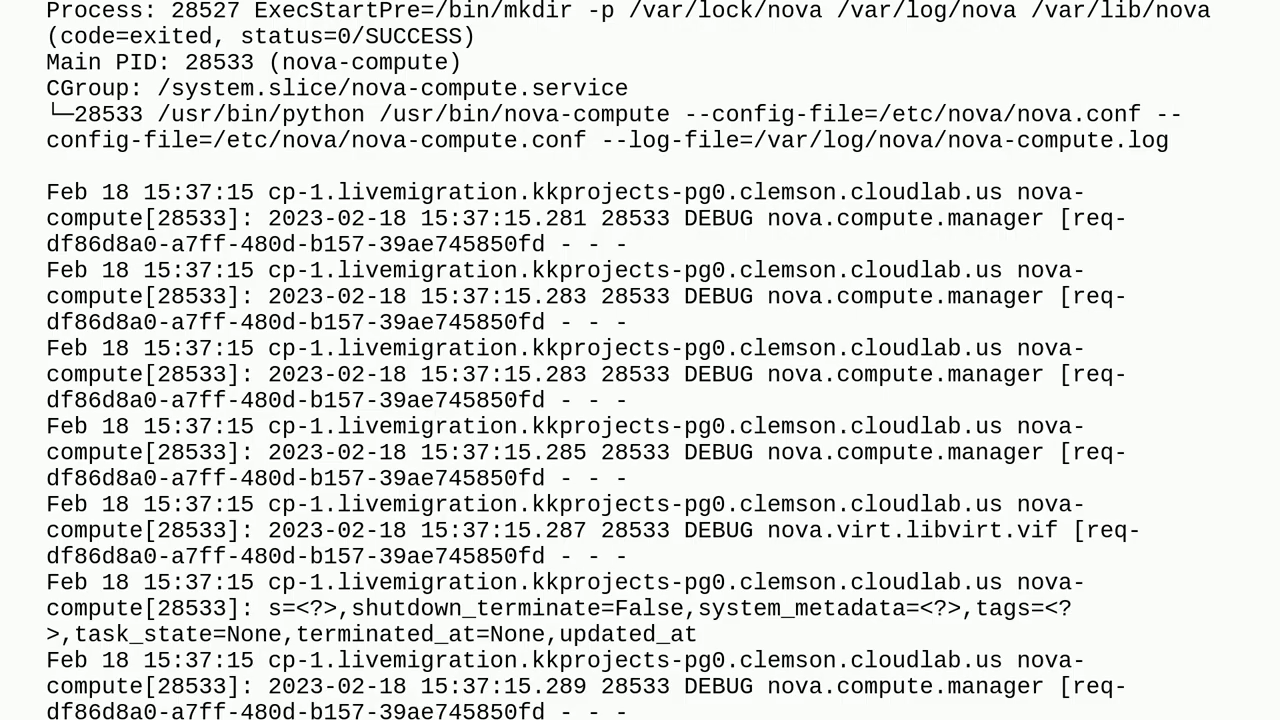 Process: 28527 ExecStartPre=/bin/mkdir -p /var/lock/nova /var/log/nova /var/lib/nova
(code=exited, status=0/SUCCESS)
Main PID: 28533 (nova-compute)
CGroup: /system.slice/nova-compute.service
└─28533 /usr/bin/python /usr/bin/nova-compute --config-file=/etc/nova/nova.conf --
config-file=/etc/nova/nova-compute.conf --log-file=/var/log/nova/nova-compute.log

Feb 18 15:37:15 cp-1.livemigration.kkprojects-pg0.clemson.cloudlab.us nova-
compute[28533]: 2023-02-18 15:37:15.281 28533 DEBUG nova.compute.manager [req-
df86d8a0-a7ff-480d-b157-39ae745850fd - - -
Feb 18 15:37:15 cp-1.livemigration.kkprojects-pg0.clemson.cloudlab.us nova-
compute[28533]: 2023-02-18 15:37:15.283 28533 DEBUG nova.compute.manager [req-
df86d8a0-a7ff-480d-b157-39ae745850fd - - -
Feb 18 15:37:15 cp-1.livemigration.kkprojects-pg0.clemson.cloudlab.us nova-
compute[28533]: 2023-02-18 15:37:15.283 28533 DEBUG nova.compute.manager [req-
df86d8a0-a7ff-480d-b157-39ae745850fd - - -
Feb 18 15:37:15 cp-1.livemigration.kkprojects-pg0.clemson.cloudlab.us nova-
compute[28533]: 2023-02-18 15:37:15.285 28533 DEBUG nova.compute.manager [req-
df86d8a0-a7ff-480d-b157-39ae745850fd - - -
Feb 18 15:37:15 cp-1.livemigration.kkprojects-pg0.clemson.cloudlab.us nova-
compute[28533]: 2023-02-18 15:37:15.287 28533 DEBUG nova.virt.libvirt.vif [req-
df86d8a0-a7ff-480d-b157-39ae745850fd - - -
Feb 18 15:37:15 cp-1.livemigration.kkprojects-pg0.clemson.cloudlab.us nova-
compute[28533]: s=<?>,shutdown_terminate=False,system_metadata=<?>,tags=<?
>,task_state=None,terminated_at=None,updated_at
Feb 18 15:37:15 cp-1.livemigration.kkprojects-pg0.clemson.cloudlab.us nova-
compute[28533]: 2023-02-18 15:37:15.289 28533 DEBUG nova.compute.manager [req-
df86d8a0-a7ff-480d-b157-39ae745850fd - - -